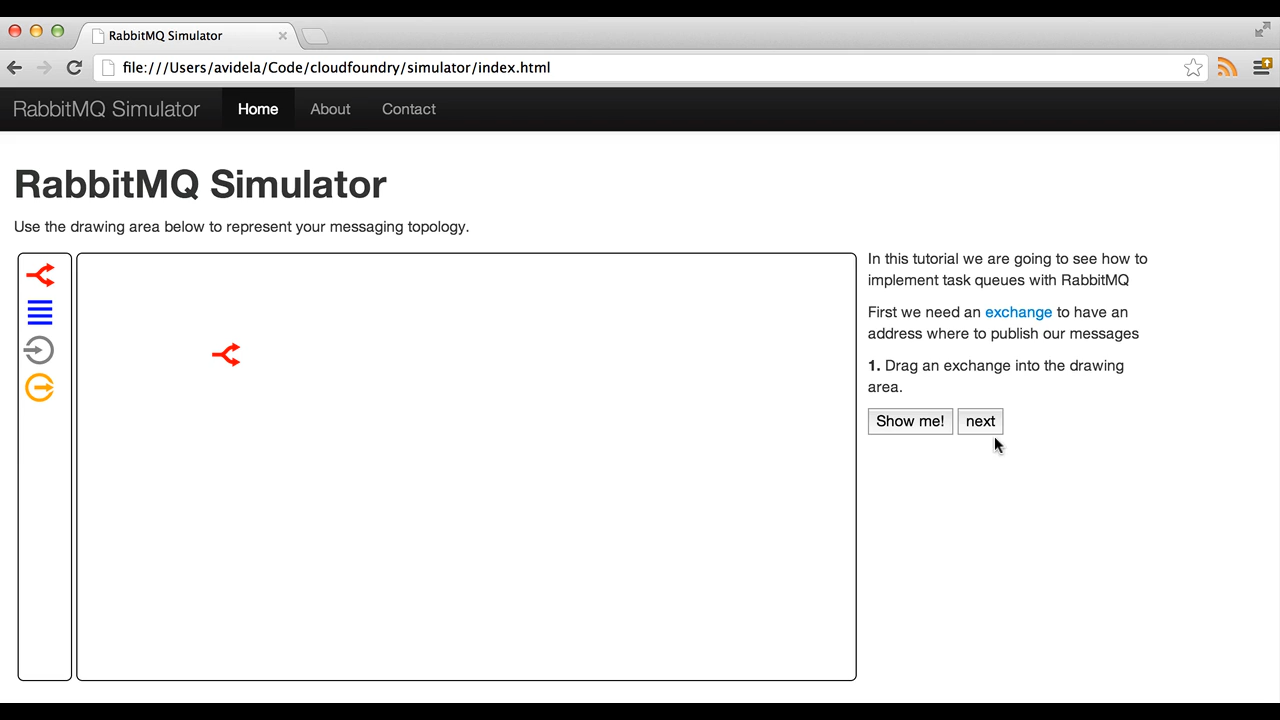 RabbitMQ Simulator
file:///Users/avidela/Code/cloudfoundry/simulator/index.html
RabbitMQ Simulator Home About Contact
RabbitMQ Simulator
Use the drawing area below to represent your messaging topology.
In this tutorial we are going to see how to
implement task queues with RabbitMQ
First we need an exchange to have an
address where to publish our messages
1. Drag an exchange into the drawing
area.
Show me! next